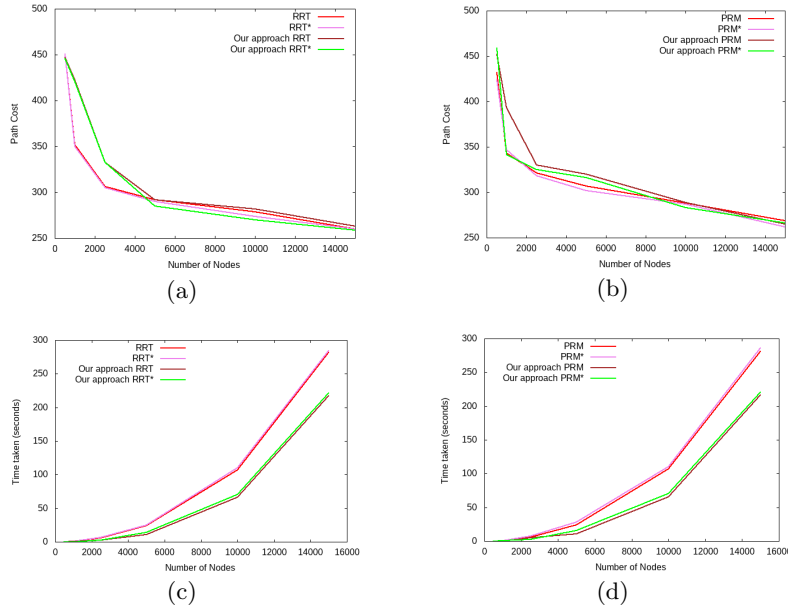 500
450
400
350
300
250
Path Cost
RRT
RRT*
Our approach RRT
Our approach RRT*
0 2000 4000 6000 8000 10000 12000 14000
Number of Nodes
(a)
500
450
400
350
300
250
Path Cost
PRM
PRM*
Our approach PRM
Our approach PRM*
0 2000 4000 6000 8000 10000 12000 14000
Number of Nodes
(b)
300
250
200
150
100
50
0
Time taken (seconds)
RRT
RRT*
Our approach RRT
Our approach RRT*
0 2000 4000 6000 8000 10000 12000 14000 16000
Number of Nodes
(c)
300
250
200
150
100
50
0
Time taken (seconds)
PRM
PRM*
Our approach PRM
Our approach PRM*
0 2000 4000 6000 8000 10000 12000 14000 16000
Number of Nodes
(d)